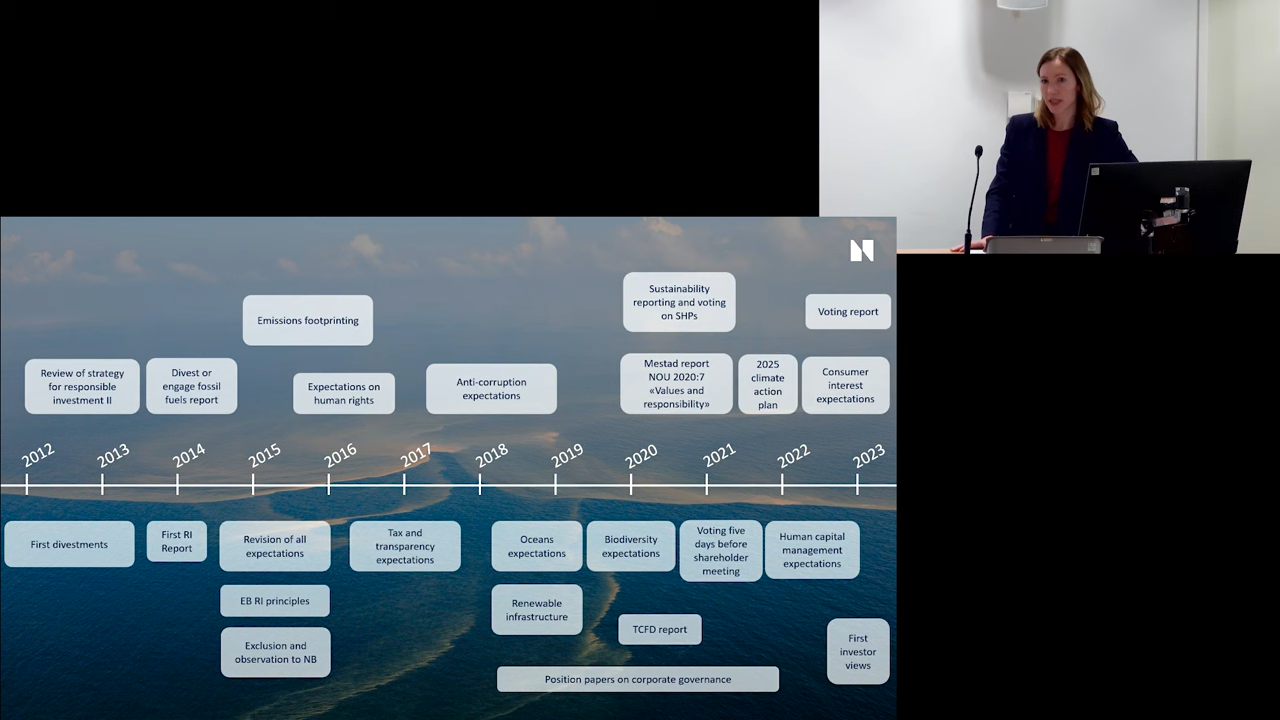 Sustainability
reporting and voting
on SHPs
Emissions footprinting
Voting report
Review of strategy
for responsible
investment II
Divest or
engage fossil
fuels report
Expectations on
human rights
Anti-corruption
expectations
Mestad report
NOU 2020:7
«Values and
responsibility»
2025
climate
action
plan
Consumer
interest
expectations
2012
2013
2014
2015
2016
2017
2018
2019
2020
2021
2022
2023
First divestments
First RI
Report
Revision of all
expectations
Tax and
transparency
expectations
Oceans
expectations
Biodiversity
expectations
Voting five
days before
shareholder
meeting
Human capital
management
expectations
EB RI principles
Renewable
infrastructure
Exclusion and
observation to NB
TCFD report
First
investor
views
Position papers on corporate governance